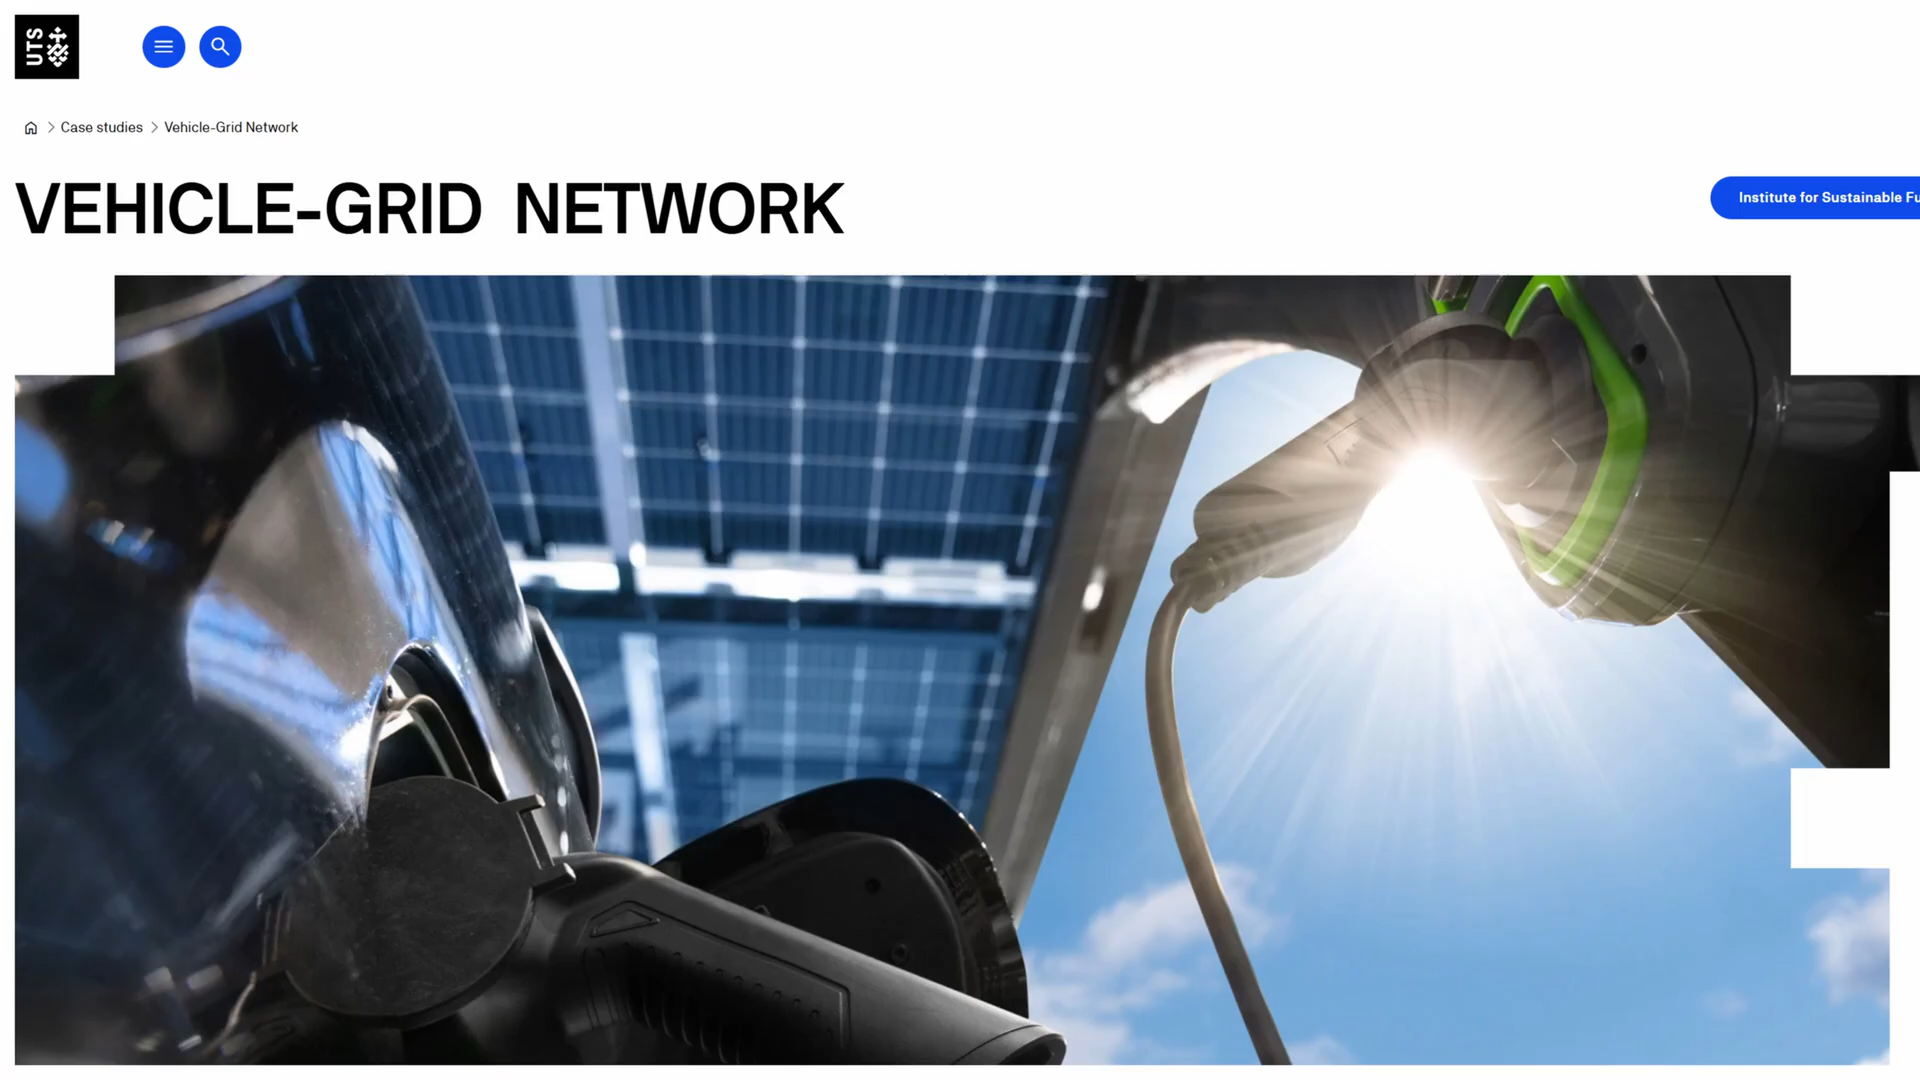 UTS
Case studies
Vehicle-Grid Network
VEHICLE-GRID NETWORK
Institute for Sustainable Fu